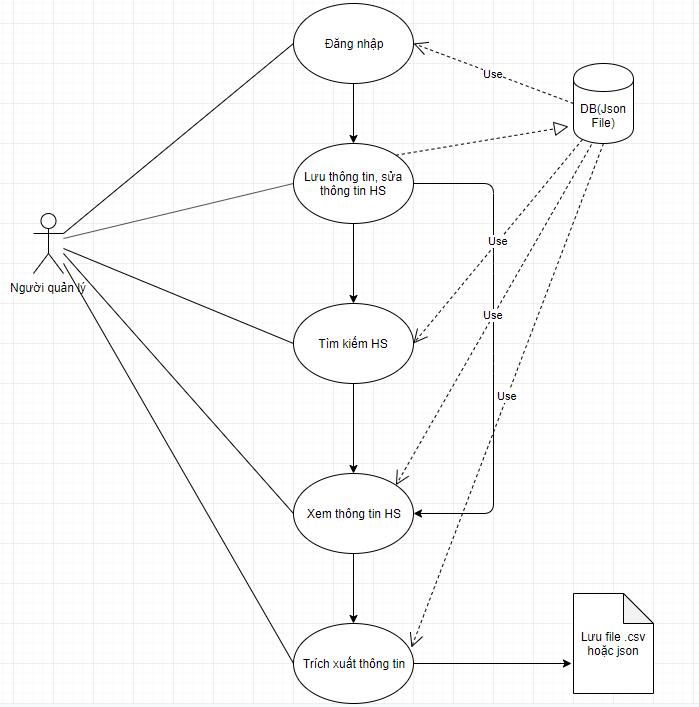 Đăng nhập
Use
DB(Json
File)
Lưu thông tin, sửa
thông tin HS
Use
Người quản lý
Use
Tìm kiếm HS
Use
Xem thông tin HS
Lưu file .csv
hoặc json
Trích xuất thông tin